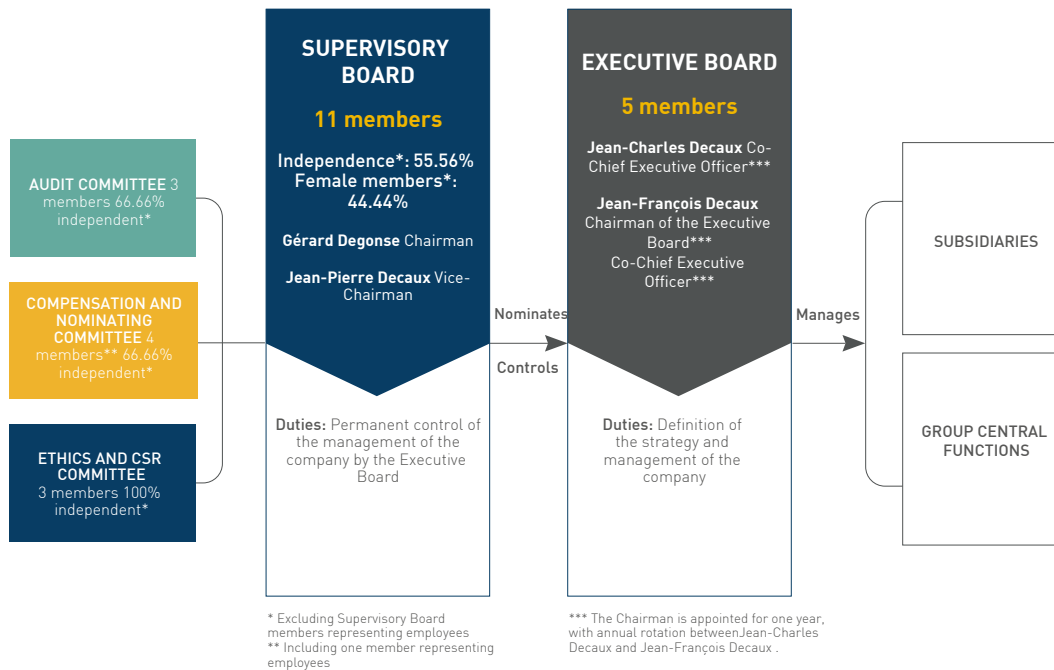 AUDIT COMMITTEE 3
members 66.66%
independent*
COMPENSATION AND
NOMINATING
COMMITTEE 4
members** 66.66%
independent*
ETHICS AND CSR
COMMITTEE
3 members 100%
independent*
SUPERVISORY
BOARD
11 members
Independence*: 55.56%
Female members*:
44.44%
Gérard Degonse Chairman
Jean-Pierre Decaux Vice-
Chairman
Duties: Permanent control of
the management of the
company by the Executive
Board
Nominates
Controls
EXECUTIVE BOARD
5 members
Jean-Charles Decaux Co-
Chief Executive Officer***
Jean-François Decaux
Chairman of the Executive
Board***
Co-Chief Executive
Officer***
Duties: Definition of
the strategy and
management of the
company
Manages
SUBSIDIARIES
GROUP CENTRAL
FUNCTIONS
* Excluding Supervisory Board
members representing employees
** Including one member representing
employees
*** The Chairman is appointed for one year,
with annual rotation betweenJean-Charles
Decaux and Jean-François Decaux .